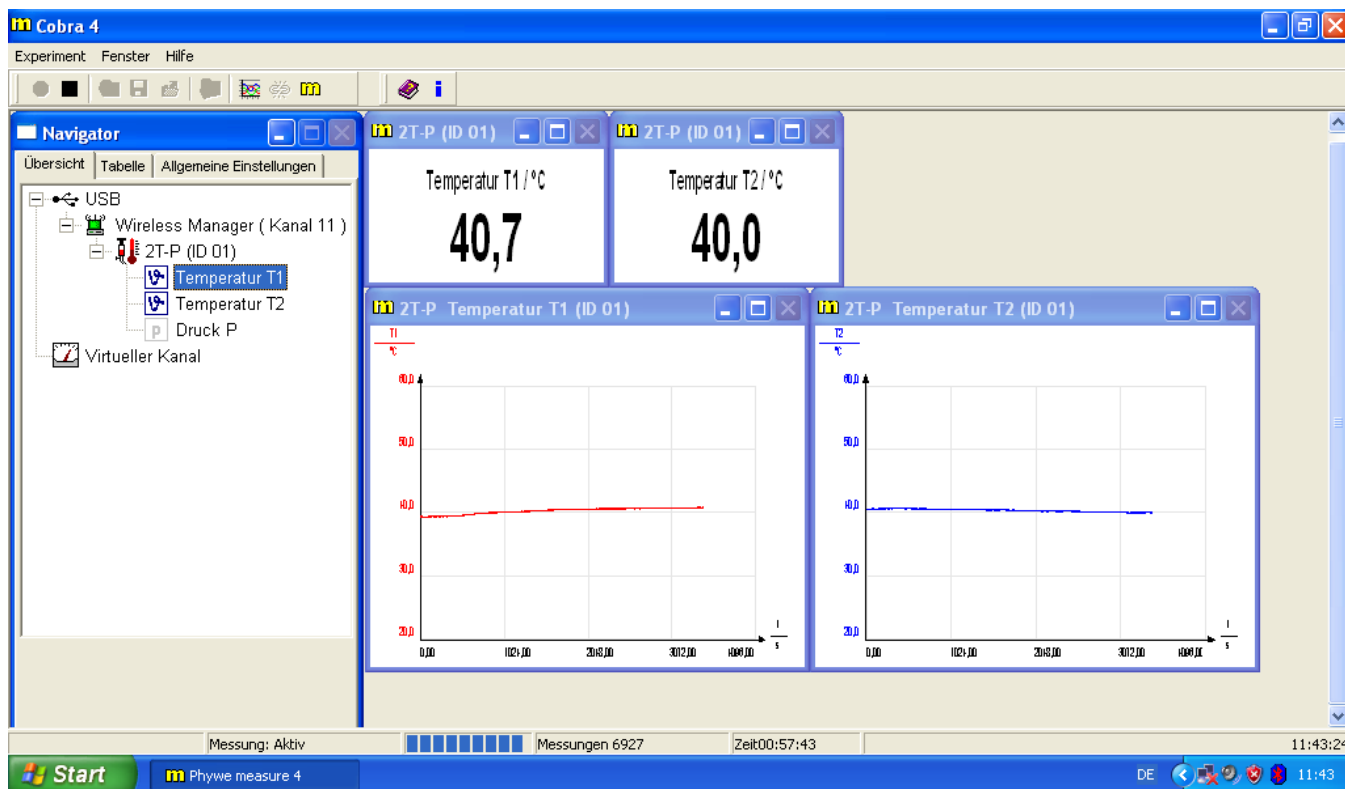 m Cobra 4
Experiment Fenster Hilfe
m i
Navigator
Übersicht Tabelle Allgemeine Einstellungen
USB
Wireless Manager ( Kanal 11 )
2T-P (ID 01)
Temperatur T1
Temperatur T2
p Druck P
Virtueller Kanal
m 2T-P (ID 01)
Temperatur T1 / °C
40,7
m 2T-P (ID 01)
Temperatur T2 / °C
40,0
m 2T-P Temperatur T1 (ID 01)
T1
°C
60,0
50,0
40,0
30,0
20,0
0,00 1024,00 2048,00 3072,00 4096,00
s
m 2T-P Temperatur T2 (ID 01)
T2
°C
60,0
50,0
40,0
30,0
20,0
0,00 1024,00 2048,00 3072,00
s
Messung: Aktiv Messungen 6927 Zeit00:57:43 11:43:24
Start m Phywe measure 4 DE 11:43